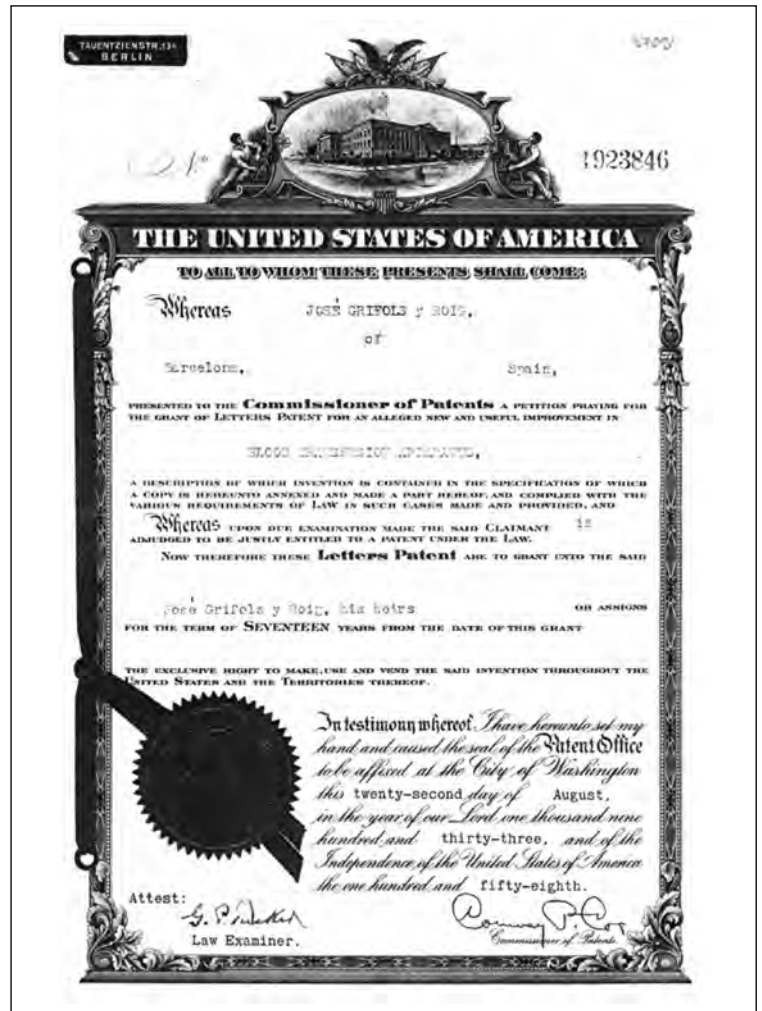 TAUENTZIENSTR.
BERLIN
No
1923846
THE UNITED STATES OF AMERICA
TO ALL TO WHOM THESE PRESENTS SHALL COME:
Whereas JOSÉ GRIFOLS y ROIG,
of
Barcelona, Spain,
PRESENTED TO THE Commissioner of Patents A PETITION PRAYING FOR
THE GRANT OF LETTERS PATENT FOR AN ALLEGED NEW AND USEFUL IMPROVEMENT IN
BLOOD TRANSFUSION APPARATUS,
A DESCRIPTION OF WHICH INVENTION IS CONTAINED IN THE SPECIFICATION OF WHICH
A COPY IS HEREUNTO ANNEXED AND MADE A PART HEREOF, AND COMPLIED WITH THE
VARIOUS REQUIREMENTS OF LAW IN SUCH CASES MADE AND PROVIDED, AND
Whereas UPON DUE EXAMINATION MADE THE SAID CLAIMANT is
ADJUDGED TO BE JUSTLY ENTITLED TO A PATENT UNDER THE LAW.
NOW THEREFORE THESE Letters Patent ARE TO GRANT UNTO THE SAID
José Grifols y Roig, his heirs OR ASSIGNS
FOR THE TERM OF SEVENTEEN YEARS FROM THE DATE OF THIS GRANT
THE EXCLUSIVE RIGHT TO MAKE, USE AND VEND THE SAID INVENTION THROUGHOUT THE
UNITED STATES AND THE TERRITORIES THEREOF.
In testimony whereof I have hereunto set my
hand and caused the seal of the Patent Office
to be affixed at the City of Washington
this twenty-second day of August,
in the year of our Lord one thousand nine
hundred and thirty-three, and of the
Independence of the United States of America
the one hundred and fifty-eighth.
Attest:
Law Examiner.
Commissioner of Patents.